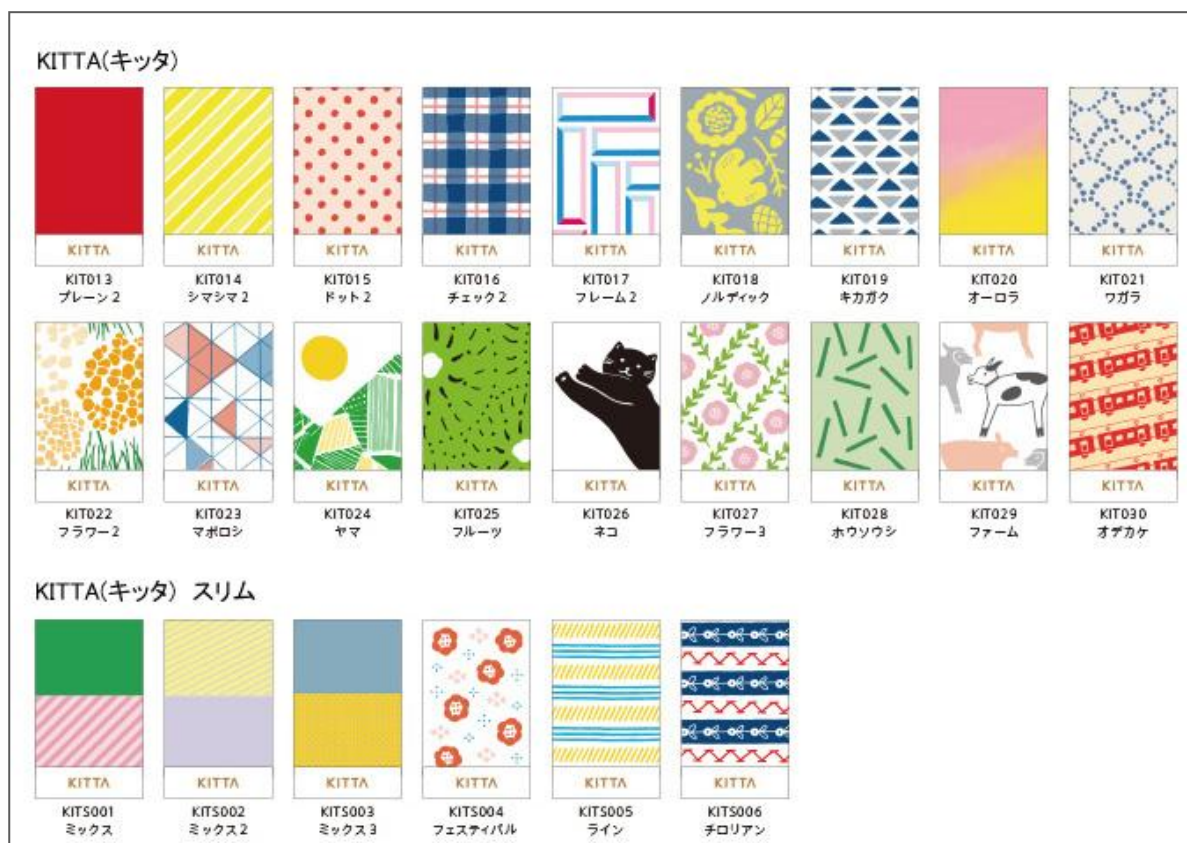 KITTA(キッタ)
KITTA KITTA KITTA KITTA KITTA KITTA KITTA KITTA KITTA
KIT013 KIT014 KIT015 KIT016 KIT017 KIT018 KIT019 KIT020 KIT021
プレーン2 シマシマ2 ドット2 チェック2 フレーム2 ノルディック キカガク オーロラ ワガラ
KITTA KITTA KITTA KITTA KITTA KITTA KITTA KITTA KITTA
KIT022 KIT023 KIT024 KIT025 KIT026 KIT027 KIT028 KIT029 KIT030
フラワー2 マボロシ ヤマ フルーツ ネコ フラワー3 ホウソウシ ファーム オデカケ
KITTA(キッタ) スリム
KITTA KITTA KITTA KITTA KITTA KITTA
KITS001 KITS002 KITS003 KITS004 KITS005 KITS006
ミックス ミックス2 ミックス3 フェスティバル ライン チロリアン